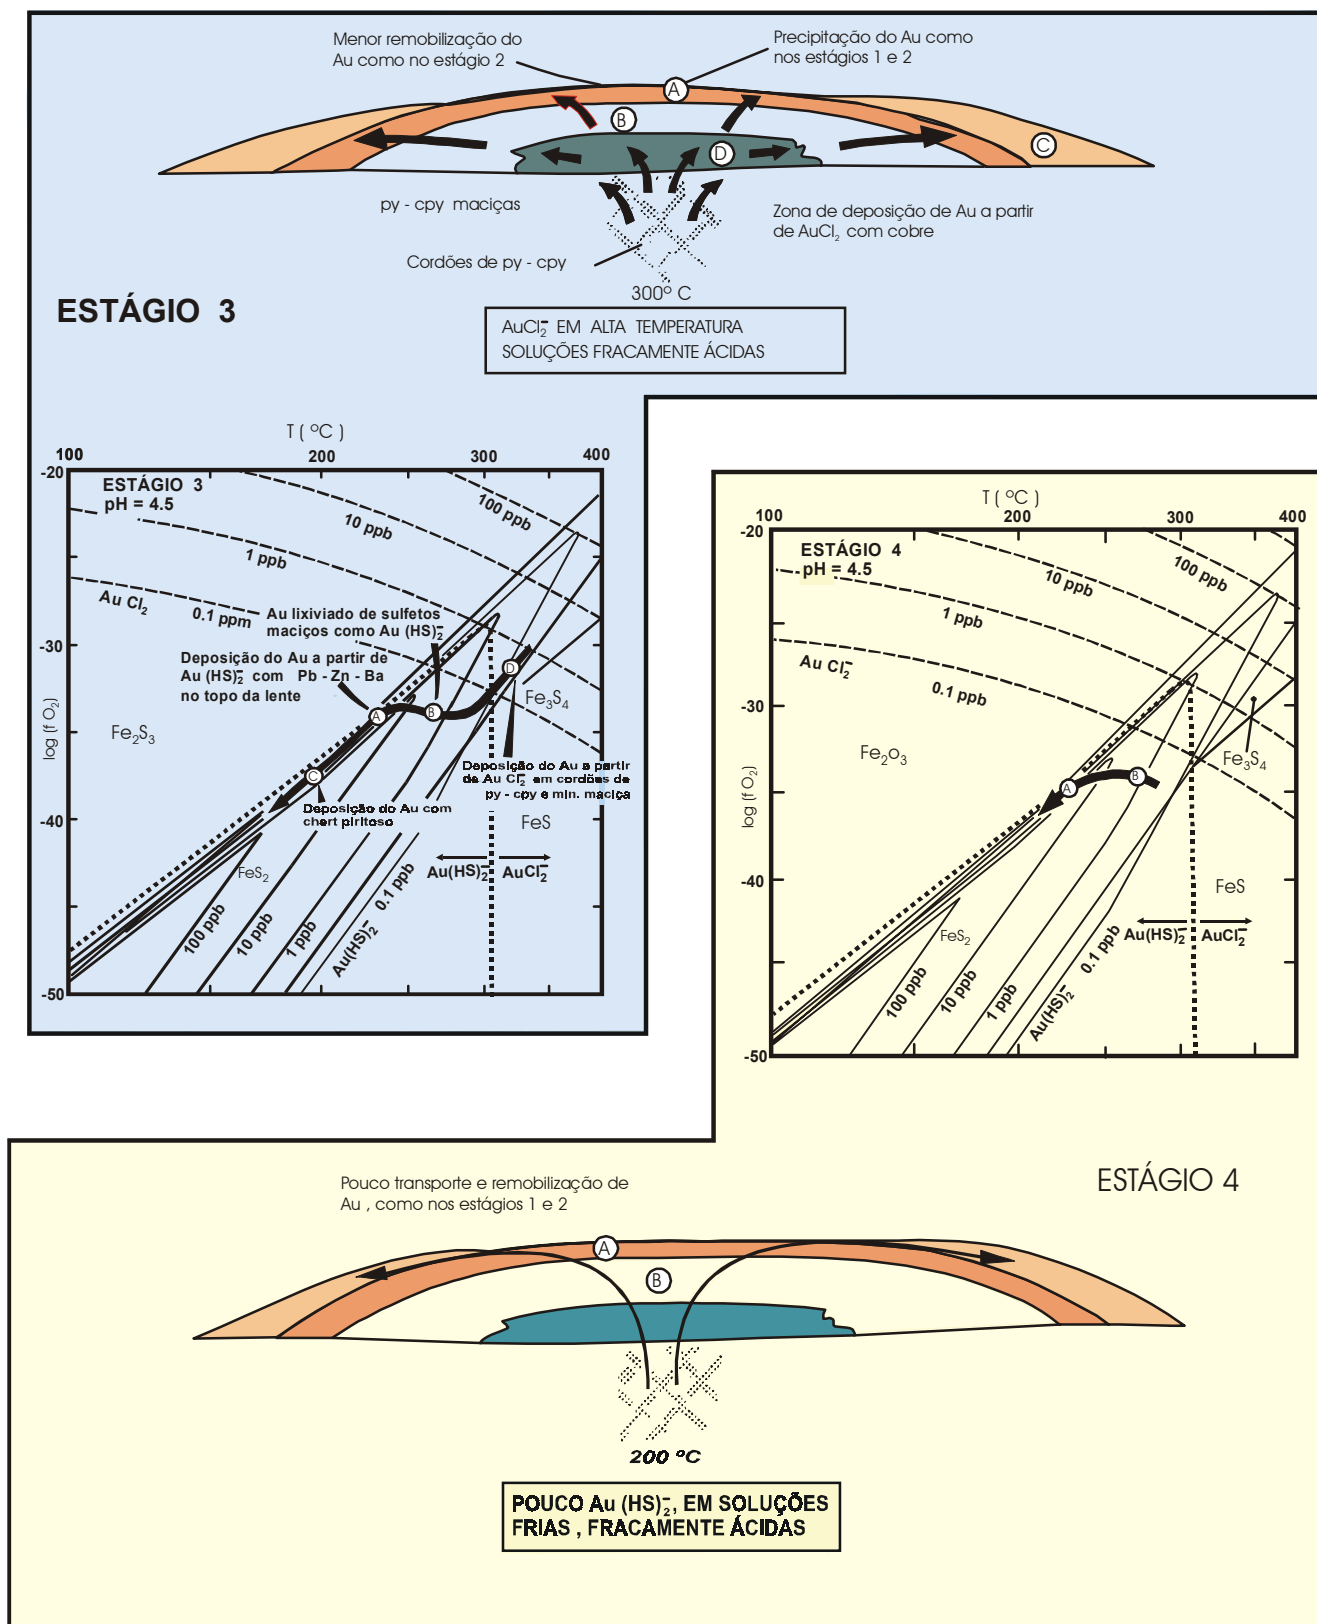 Menor remobilização do
Au como no estágio 2
Precipitação do Au como
nos estágios 1 e 2
A
B
C
D
py - cpy maciças
Zona de deposição de Au a partir
de AuCl₂ com cobre
Cordões de py - cpy
300° C
ESTÁGIO 3
AuCl₂⁻ EM ALTA TEMPERATURA
SOLUÇÕES FRACAMENTE ÁCIDAS
T ( °C )
100 200 300 400
-20
-30
-40
-50
log (f O₂)
ESTÁGIO 3
pH = 4.5
100 ppb
10 ppb
1 ppb
Au Cl₂
0.1 ppm
Au lixiviado de sulfetos
maciços como Au (HS)₂⁻
Deposição do Au a partir de
Au (HS)₂⁻ com Pb - Zn - Ba
no topo da lente
A
B
C
D
Fe₂S₃
Fe₃S₄
Deposição do Au a partir
de Au Cl₂⁻ em cordões de
py - cpy e min. maciça
Deposição do Au com
chert piritoso
FeS
FeS₂
Au(HS)₂⁻ AuCl₂⁻
100 ppb
10 ppb
1 ppb
Au(HS)₂⁻ 0.1 ppb
T ( °C )
100 200 300 400
-20
-30
-40
-50
log (f O₂)
ESTÁGIO 4
pH = 4.5
100 ppb
10 ppb
1 ppb
Au Cl₂⁻
0.1 ppb
Fe₂O₃
Fe₃S₄
A
B
FeS
FeS₂
Au(HS)₂⁻ AuCl₂⁻
100 ppb
10 ppb
1 ppb
Au(HS)₂⁻ 0.1 ppb
ESTÁGIO 4
Pouco transporte e remobilização de
Au , como nos estágios 1 e 2
A
B
200 °C
POUCO Au (HS)₂⁻, EM SOLUÇÕES
FRIAS , FRACAMENTE ÁCIDAS